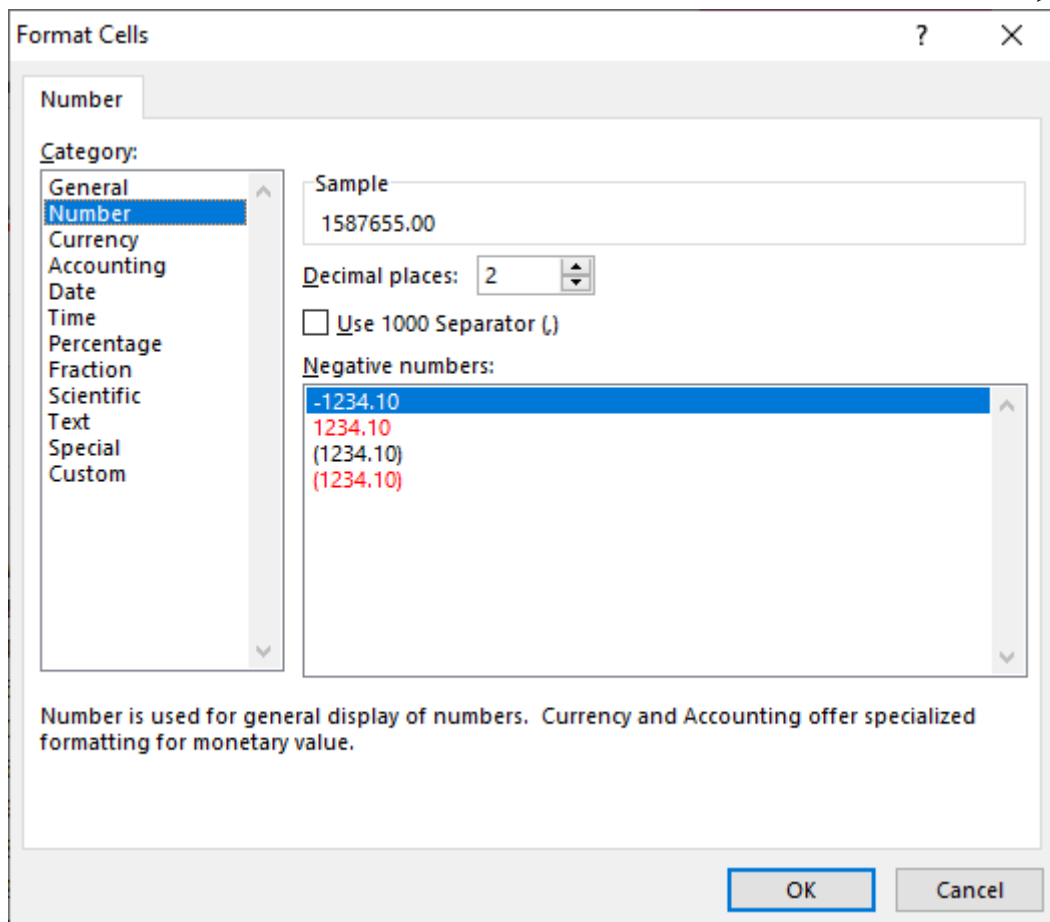 Format Cells
?
Number
Category:
General
Number
Currency
Accounting
Date
Time
Percentage
Fraction
Scientific
Text
Special
Custom
Sample
1587655.00
Decimal places: 2
Use 1000 Separator (,)
Negative numbers:
-1234.10
1234.10
(1234.10)
(1234.10)
Number is used for general display of numbers.  Currency and Accounting offer specialized
formatting for monetary value.
OK
Cancel